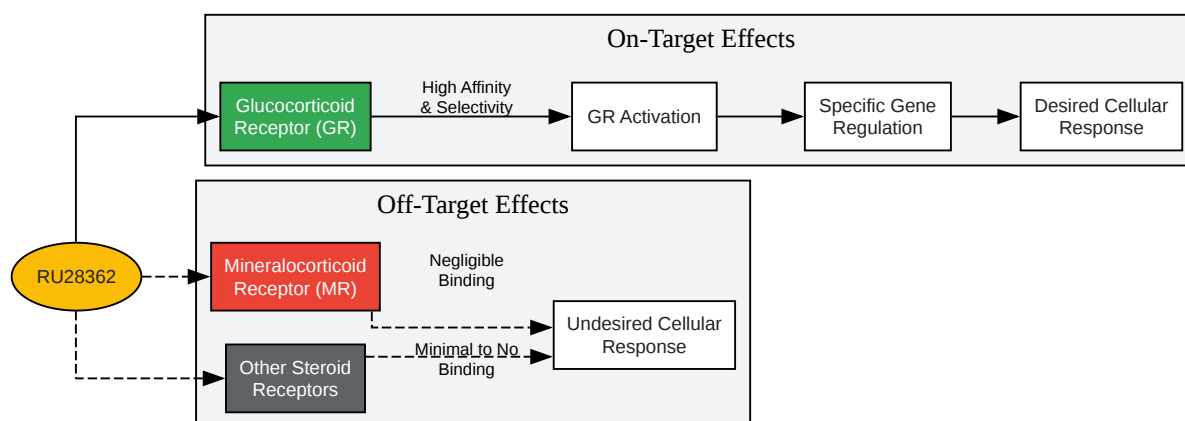 On-Target Effects
Glucocorticoid
Receptor (GR)
High Affinity
& Selectivity
GR Activation
Specific Gene
Regulation
Desired Cellular
Response
Off-Target Effects
RU28362
Mineralocorticoid
Receptor (MR)
Negligible
Binding
Undesired Cellular
Response
Other Steroid
Receptors
Minimal to No
Binding